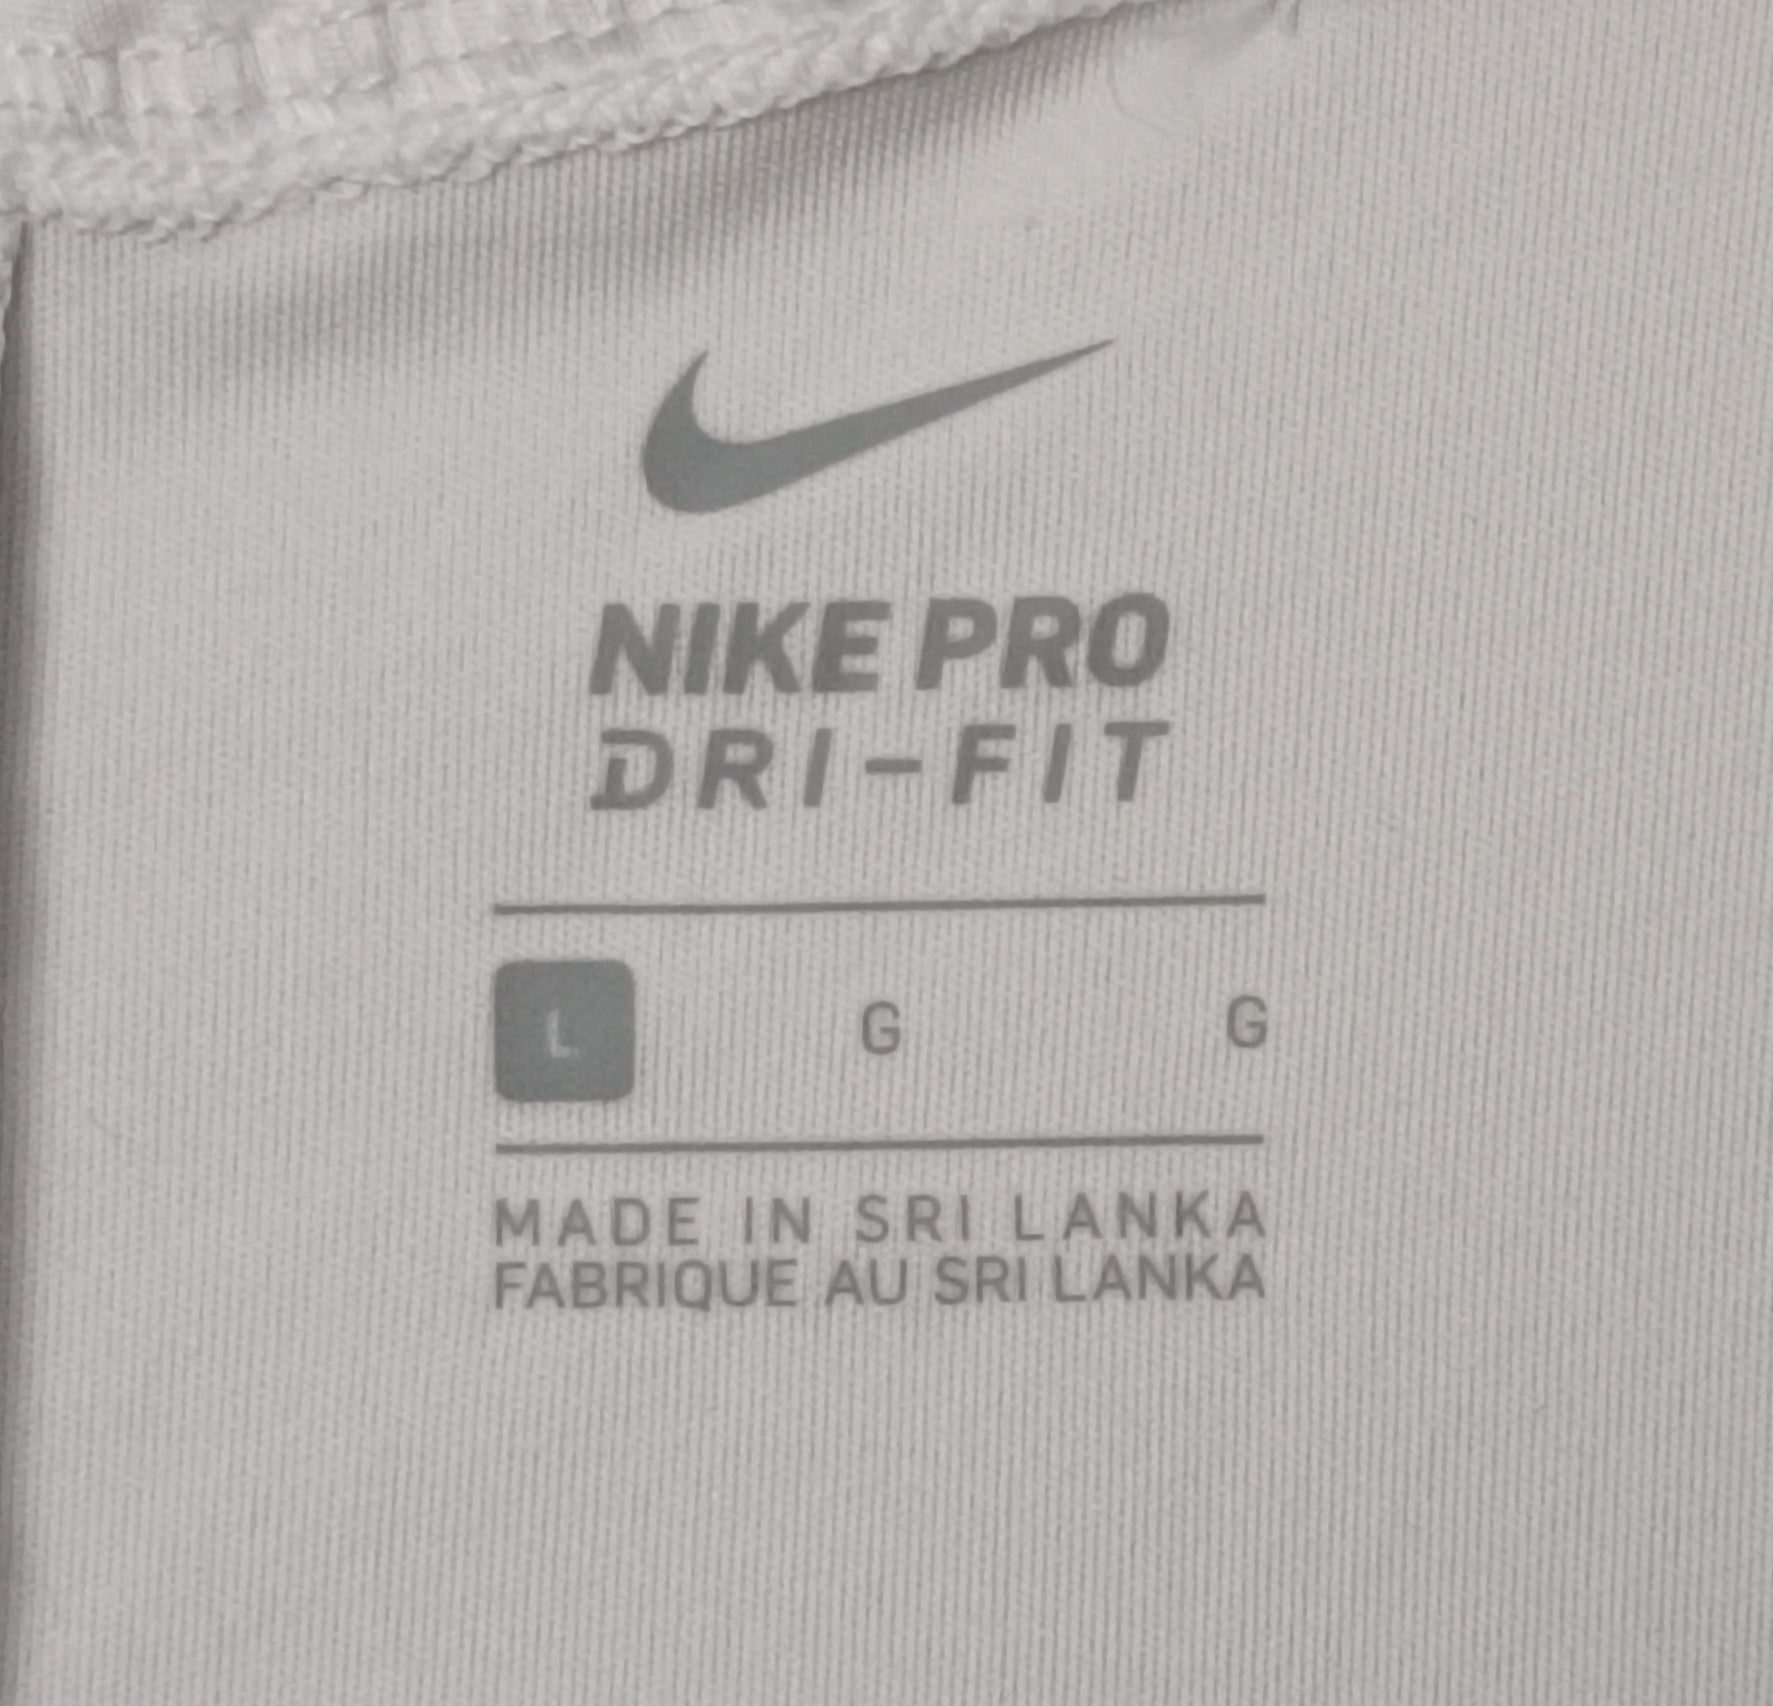 NIKE PRO
DRI-FIT
L G G
MADE IN SRI LANKA
FABRIQUE AU SRI LANKA